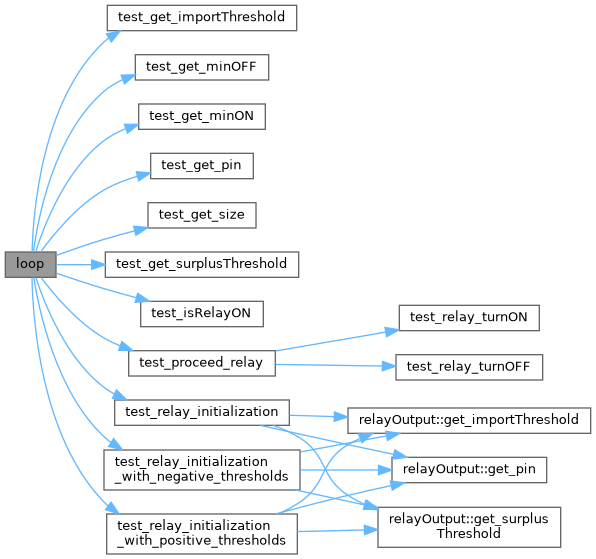 test_get_importThreshold
test_get_minOFF
test_get_minON
test_get_pin
test_get_size
loop
test_get_surplusThreshold
test_isRelayON
test_relay_turnON
test_proceed_relay
test_relay_turnOFF
test_relay_initialization
relayOutput::get_importThreshold
test_relay_initialization
_with_negative_thresholds
relayOutput::get_pin
test_relay_initialization
_with_positive_thresholds
relayOutput::get_surplus
Threshold